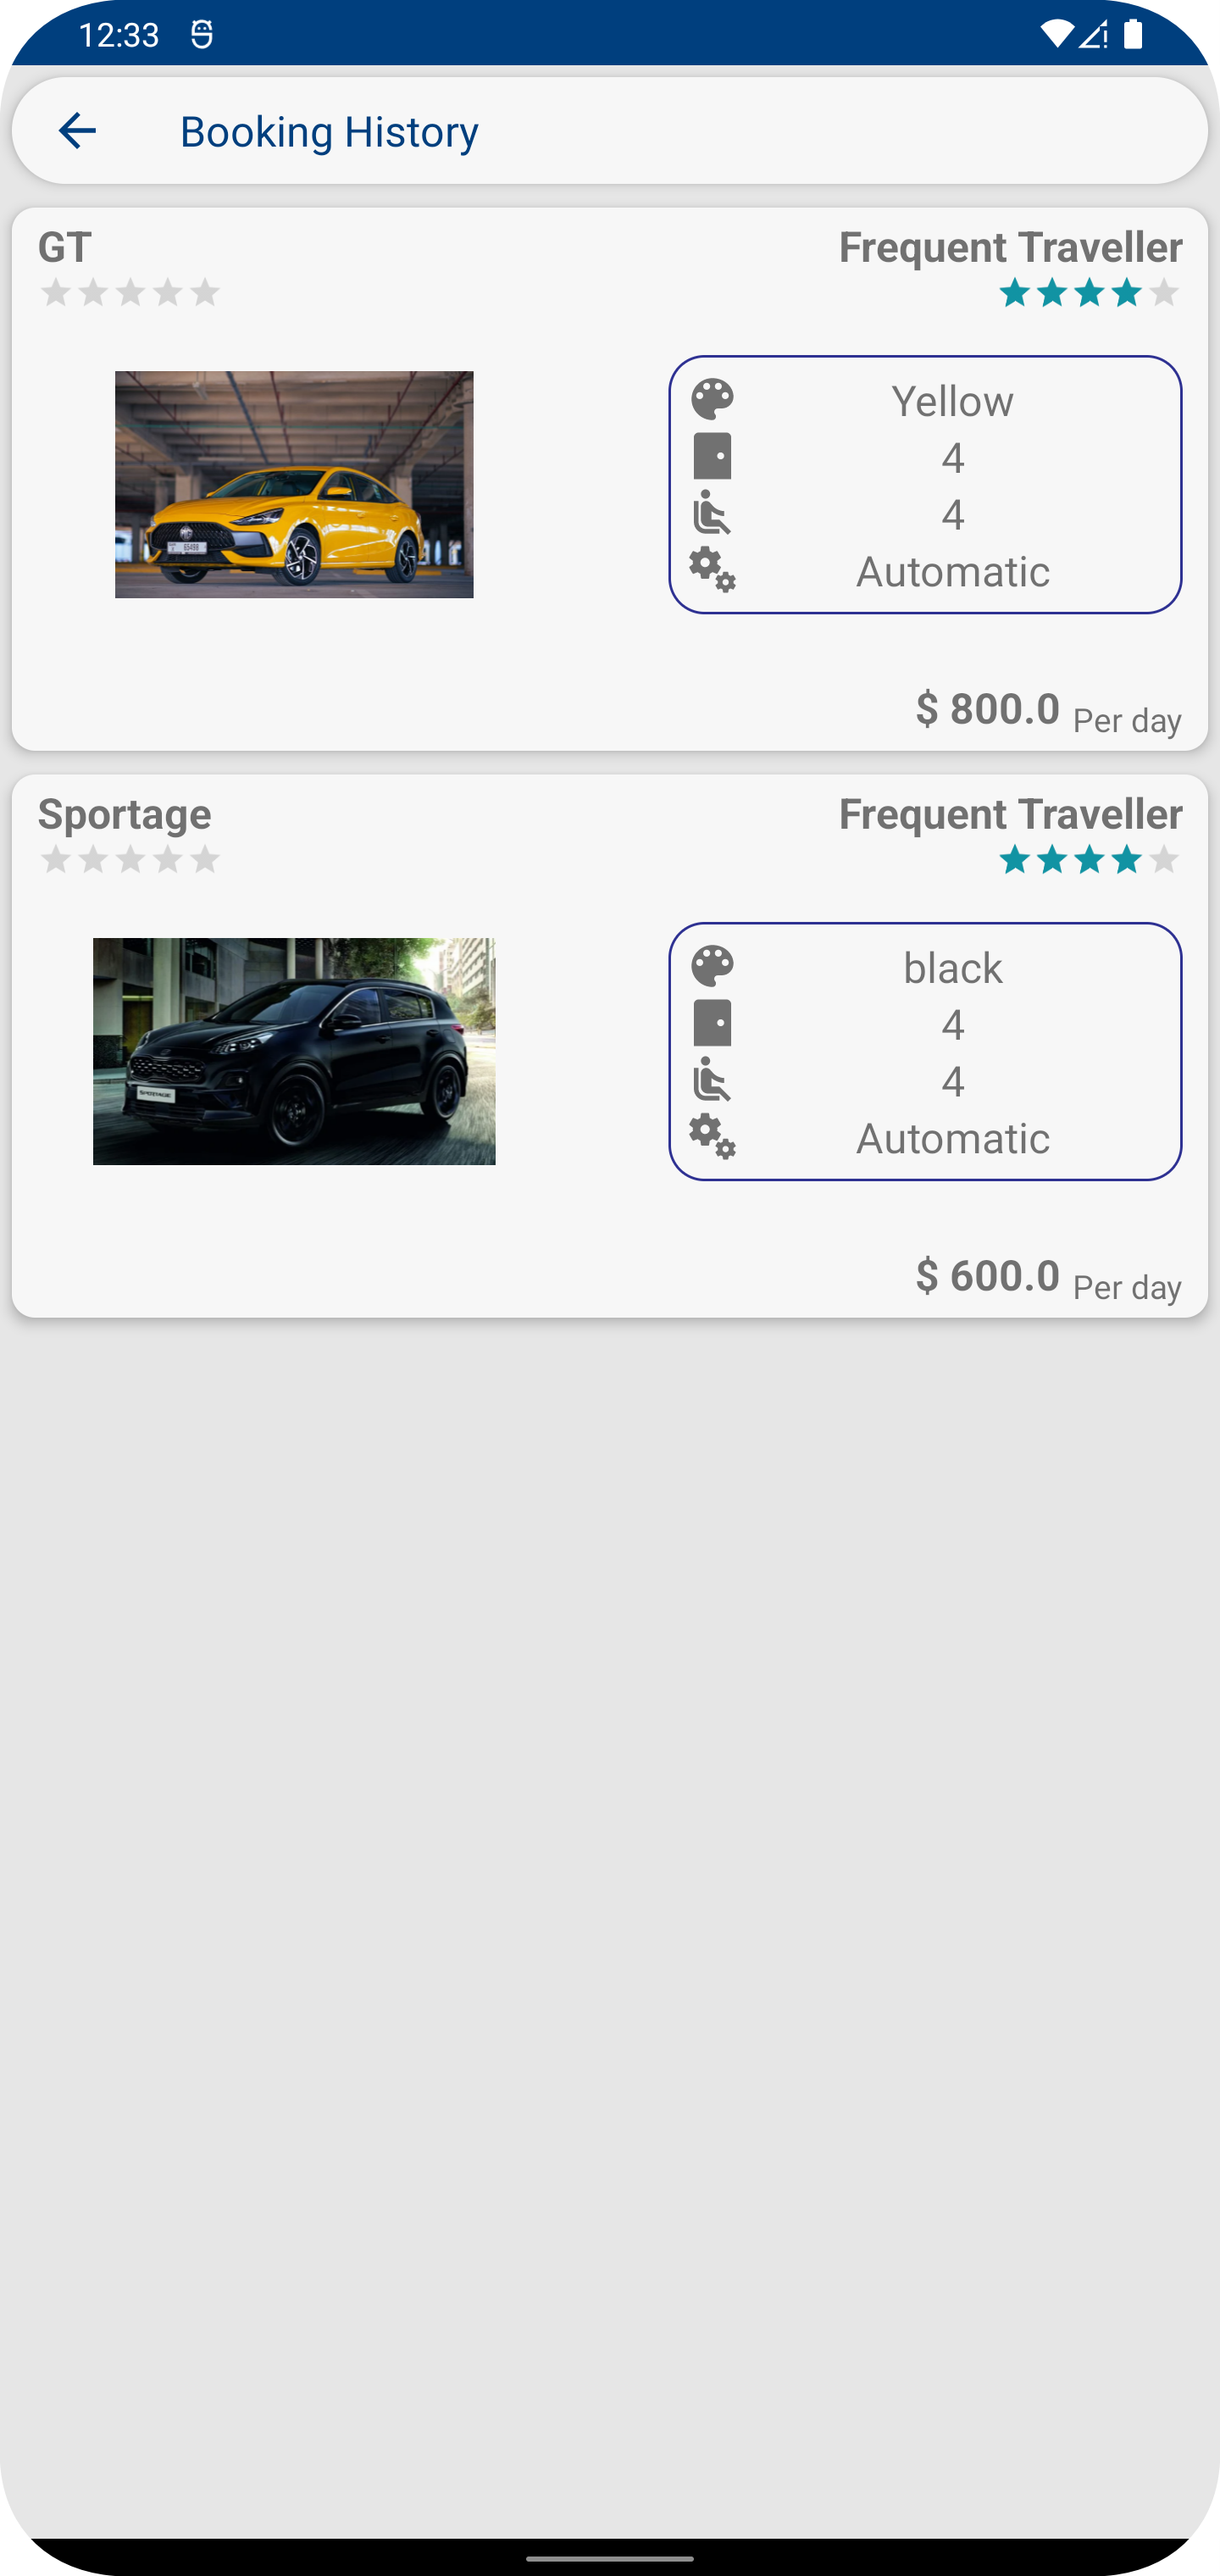 12:33
Booking History
GT
Frequent Traveller
Yellow
4
4
Automatic
$ 800.0 Per day
Sportage
Frequent Traveller
SPORTAGE
black
4
4
Automatic
$ 600.0 Per day